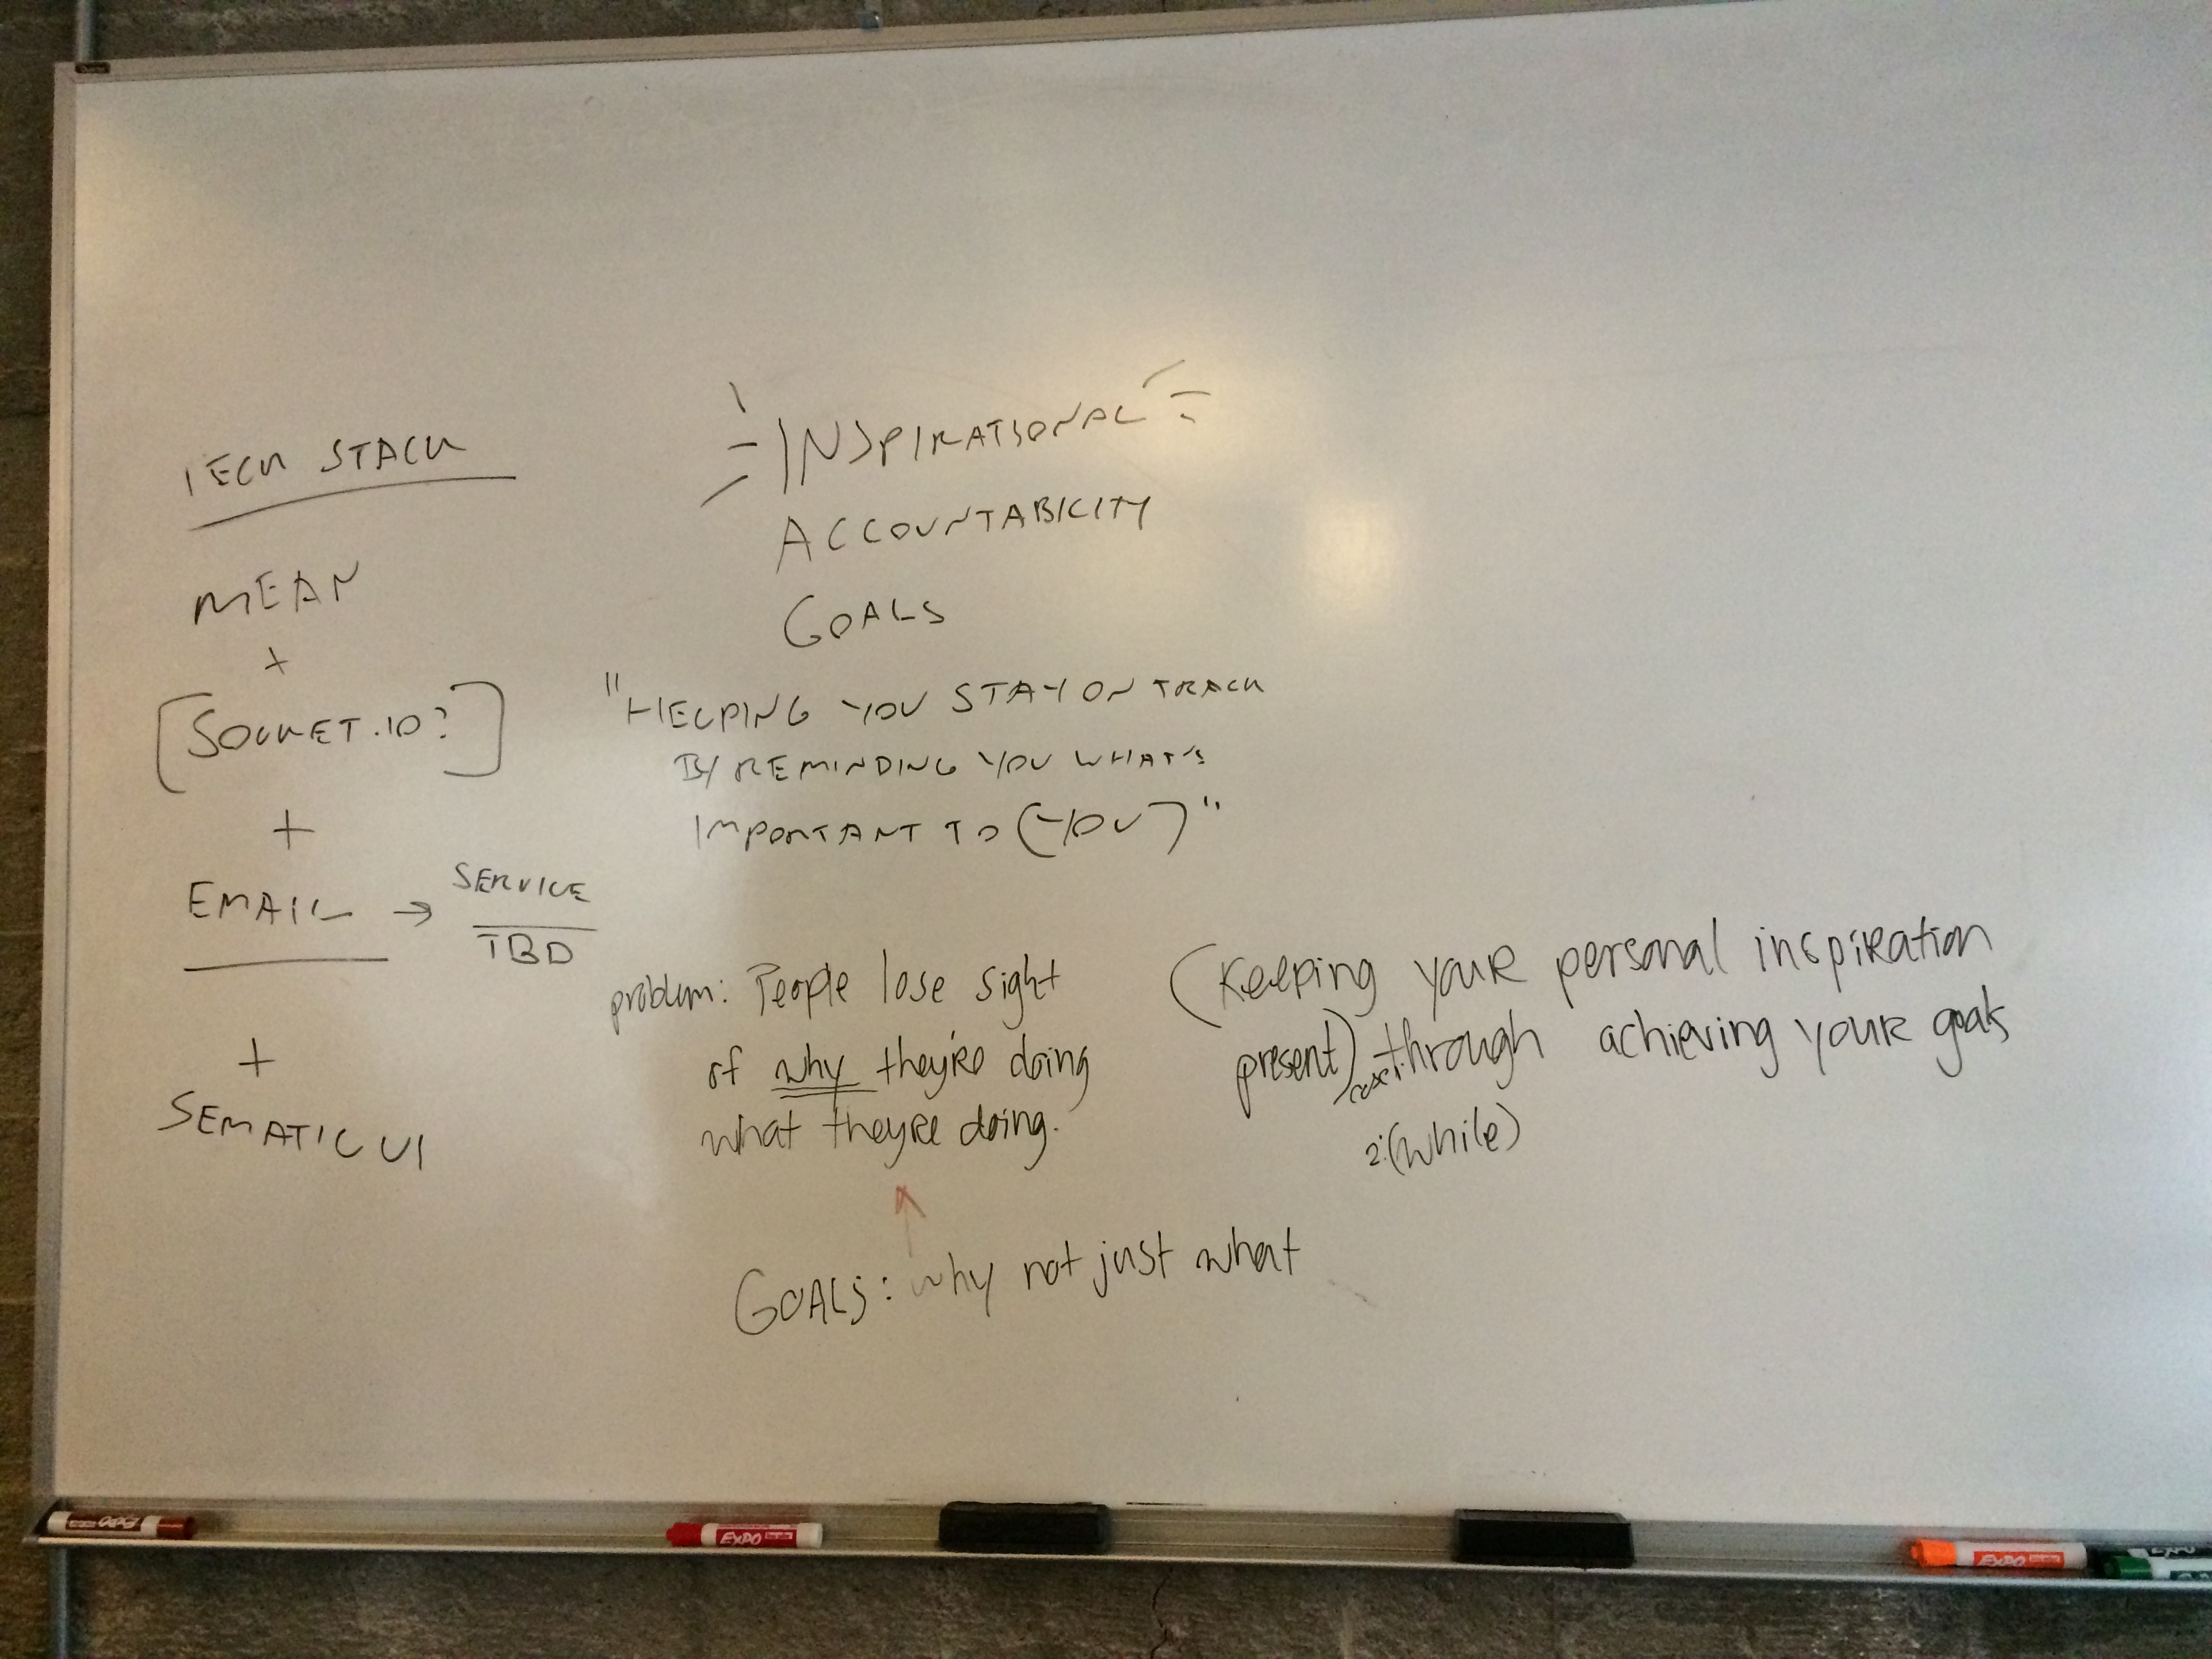 TECH STACK
MEAN
+
[SOCKET.IO?]
+
EMAIL → SERVICE
TBD
+
SEMATIC UI
INSPIRATIONAL
ACCOUNTABILITY
GOALS
"HELPING YOU STAY ON TRACK
BY REMINDING YOU WHAT'S
IMPORTANT TO (YOU)"
problem: People lose sight
of why they're doing
what they're doing.
GOALS: why not just what
(Keeping your personal inspiration
present) through achieving your goals
2:(while)
EXPO
EXPO
EXPO